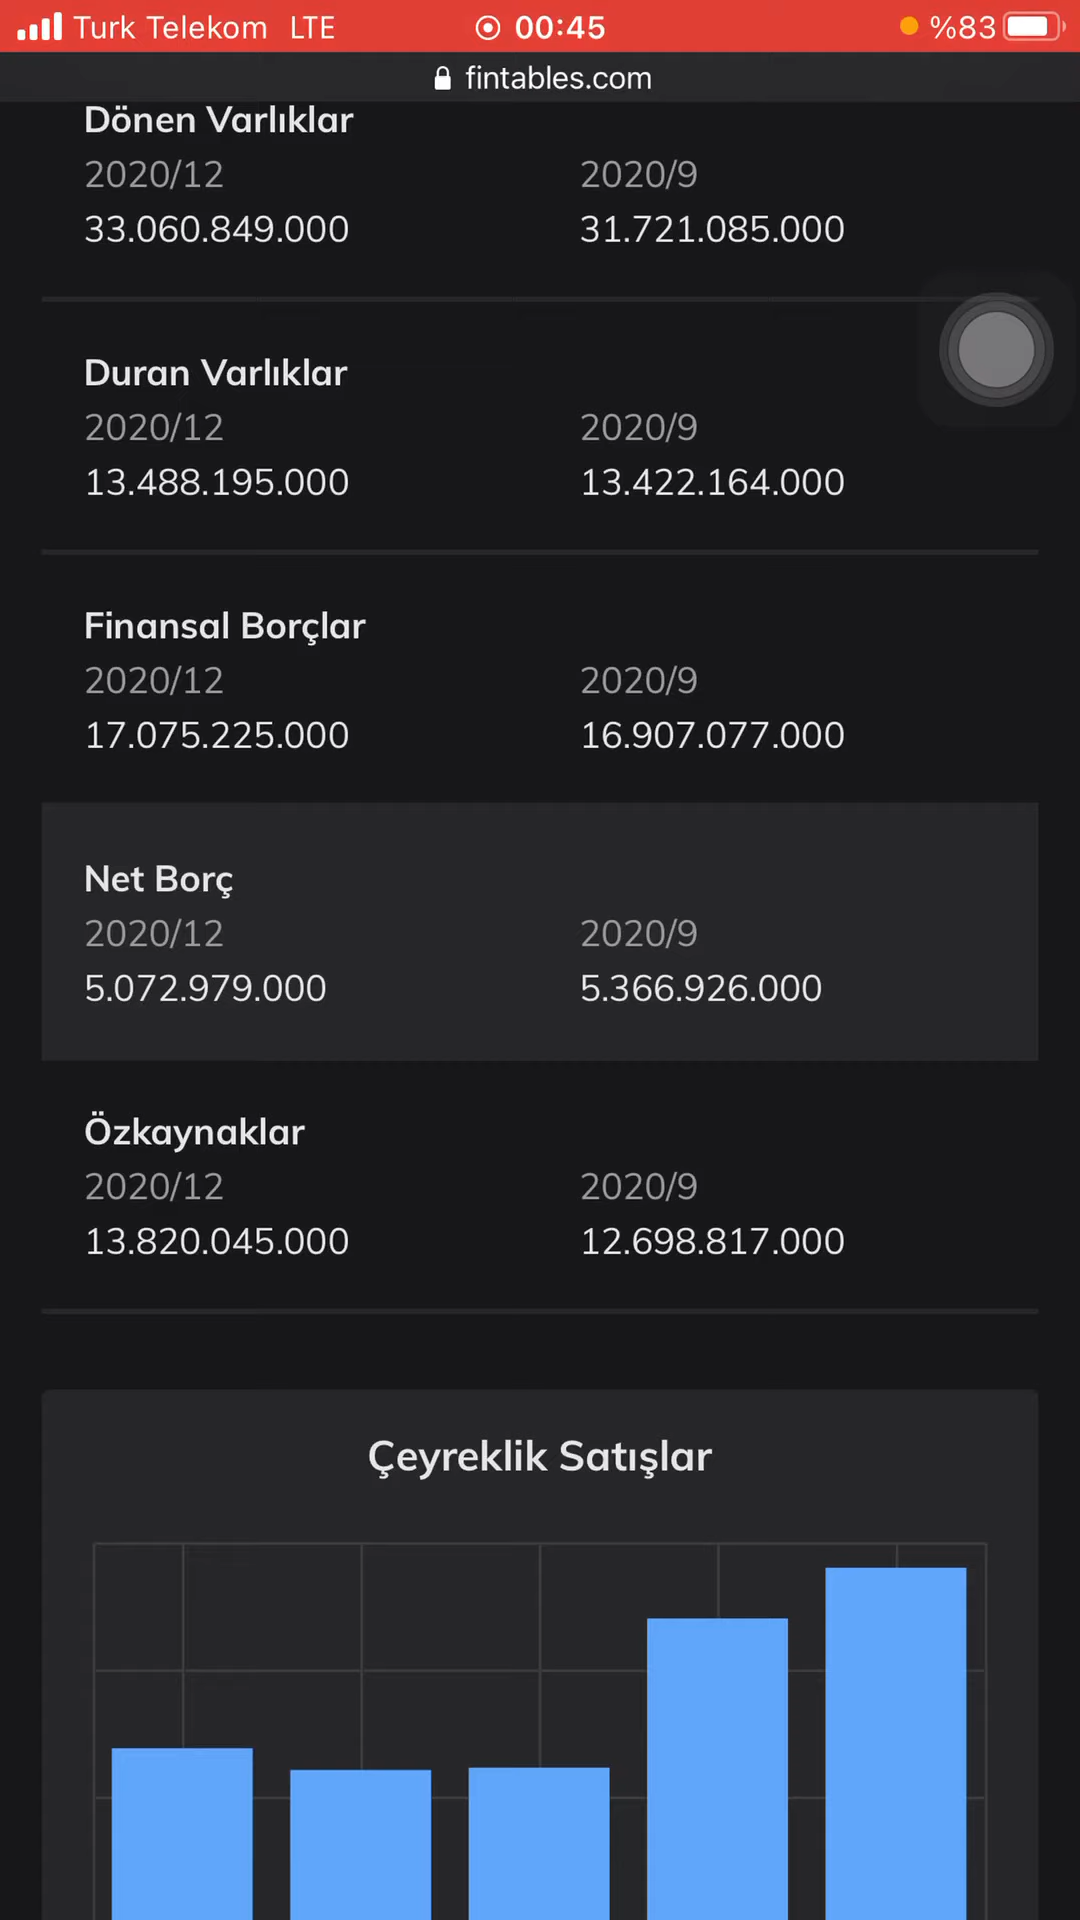 Turk Telekom LTE 00:45 %83
fintables.com
Dönen Varlıklar
2020/12 2020/9
33.060.849.000 31.721.085.000
Duran Varlıklar
2020/12 2020/9
13.488.195.000 13.422.164.000
Finansal Borçlar
2020/12 2020/9
17.075.225.000 16.907.077.000
Net Borç
2020/12 2020/9
5.072.979.000 5.366.926.000
Özkaynaklar
2020/12 2020/9
13.820.045.000 12.698.817.000
Çeyreklik Satışlar